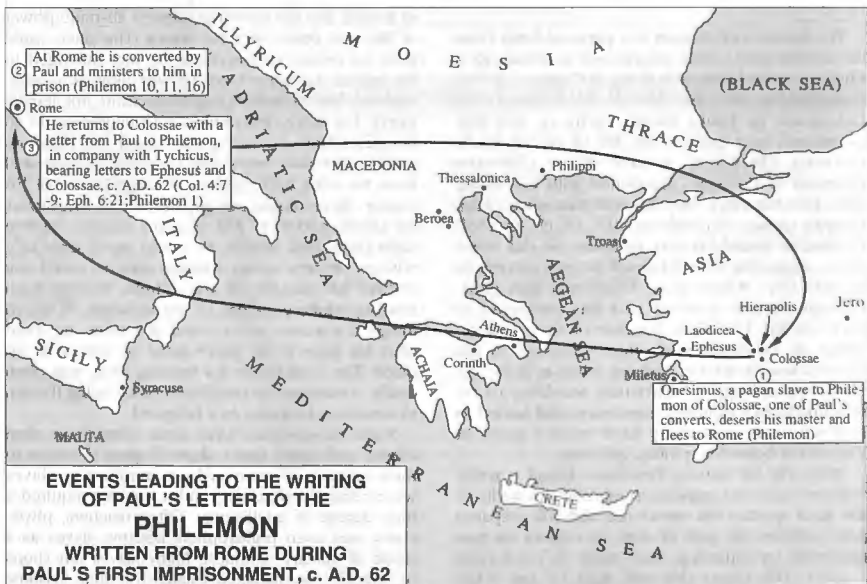 ILLYRICUM
MOESIA
(BLACK SEA)
②
At Rome he is converted by
Paul and ministers to him in
prison (Philemon 10, 11, 16)
Rome
③
He returns to Colossae with a
letter from Paul to Philemon,
in company with Tychicus,
bearing letters to Ephesus and
Colossae, c. A.D. 62 (Col. 4:7
-9; Eph. 6:21;Philemon 1)
ADRIATIC SEA
THRACE
MACEDONIA
Philippi
Thessalonica
Beroea
ITALY
Troas
ASIA
AEGEAN SEA
Hierapolis
Jero
Laodicea
Athens
Ephesus
Colossae
SICILY
ACHAIA
Corinth
Miletus
①
Syracuse
Onesimus, a pagan slave to Phile-
mon of Colossae, one of Paul's
converts, deserts his master and
flees to Rome (Philemon)
MALTA
MEDITERRANEAN SEA
CRETE
EVENTS LEADING TO THE WRITING
OF PAUL'S LETTER TO THE
PHILEMON
WRITTEN FROM ROME DURING
PAUL'S FIRST IMPRISONMENT, c. A.D. 62